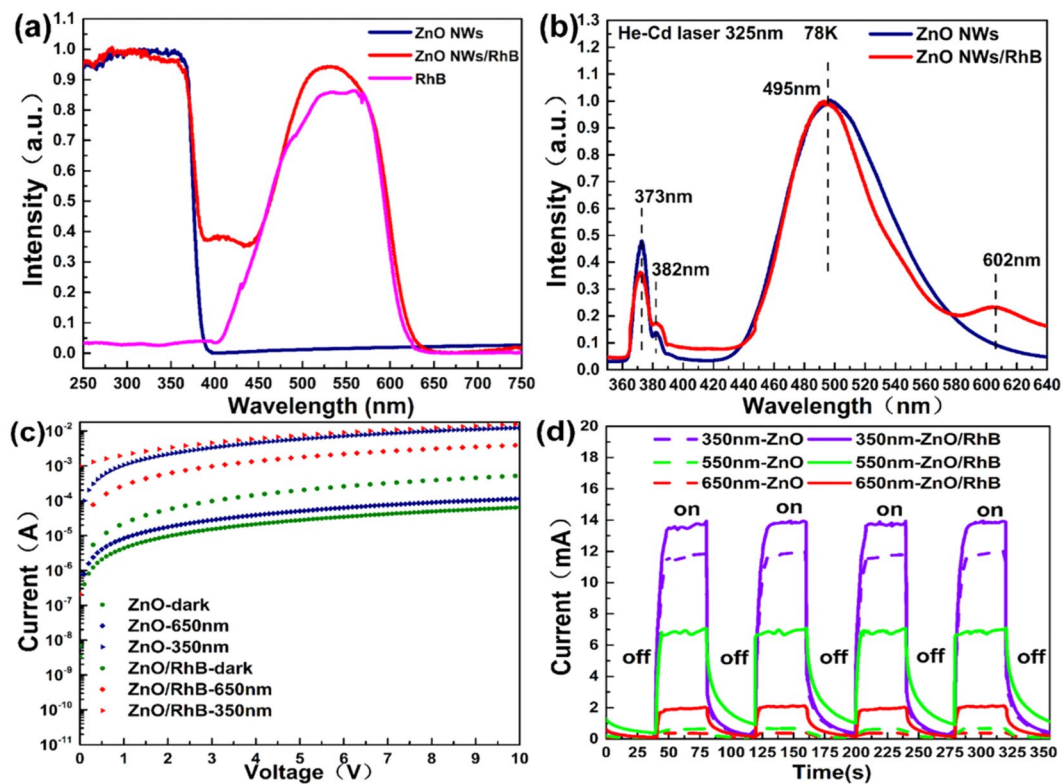 (a)
ZnO NWs
ZnO NWs/RhB
RhB
1.1
1.0
0.9
0.8
0.7
0.6
0.5
0.4
0.3
0.2
0.1
0.0
Intensity (a.u.)
250 300 350 400 450 500 550 600 650 700 750
Wavelength (nm)
(b)
He-Cd laser 325nm 78K
ZnO NWs
ZnO NWs/RhB
495nm
373nm
382nm
602nm
1.3
1.2
1.1
1.0
0.9
0.8
0.7
0.6
0.5
0.4
0.3
0.2
0.1
0.0
Intensity (a.u.)
360 380 400 420 440 460 480 500 520 540 560 580 600 620 640
Wavelength (nm)
(c)
10⁻²
10⁻³
10⁻⁴
10⁻⁵
10⁻⁶
10⁻⁷
10⁻⁸
10⁻⁹
10⁻¹⁰
10⁻¹¹
Current (A)
ZnO-dark
ZnO-650nm
ZnO-350nm
ZnO/RhB-dark
ZnO/RhB-650nm
ZnO/RhB-350nm
0 1 2 3 4 5 6 7 8 9 10
Voltage (V)
(d)
350nm-ZnO 350nm-ZnO/RhB
550nm-ZnO 550nm-ZnO/RhB
650nm-ZnO 650nm-ZnO/RhB
on on on on
off off off off off
20
18
16
14
12
10
8
6
4
2
0
Current (mA)
0 25 50 75 100 125 150 175 200 225 250 275 300 325 350
Time(s)